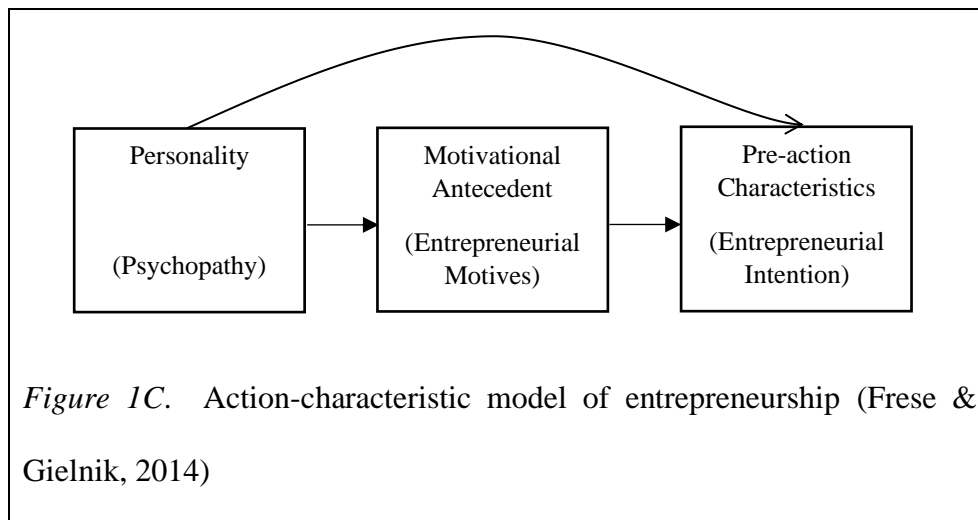 Personality
(Psychopathy)
Motivational
Antecedent
(Entrepreneurial
Motives)
Pre-action
Characteristics
(Entrepreneurial
Intention)
Figure 1C. Action-characteristic model of entrepreneurship (Frese &
Gielnik, 2014)